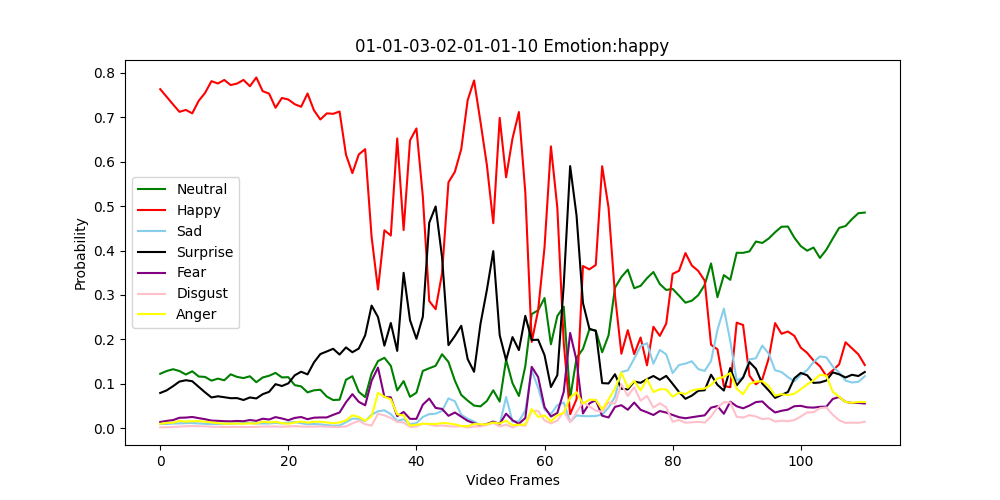 01-01-03-02-01-01-10 Emotion:happy
Probability
0.8
0.7
0.6
0.5
0.4
0.3
0.2
0.1
0.0
Neutral
Happy
Sad
Surprise
Fear
Disgust
Anger
0 20 40 60 80 100
Video Frames